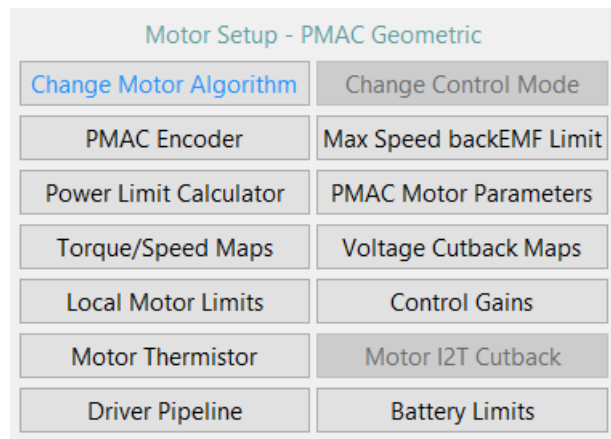 Motor Setup - PMAC Geometric
Change Motor Algorithm
Change Control Mode
PMAC Encoder
Max Speed backEMF Limit
Power Limit Calculator
PMAC Motor Parameters
Torque/Speed Maps
Voltage Cutback Maps
Local Motor Limits
Control Gains
Motor Thermistor
Motor I2T Cutback
Driver Pipeline
Battery Limits